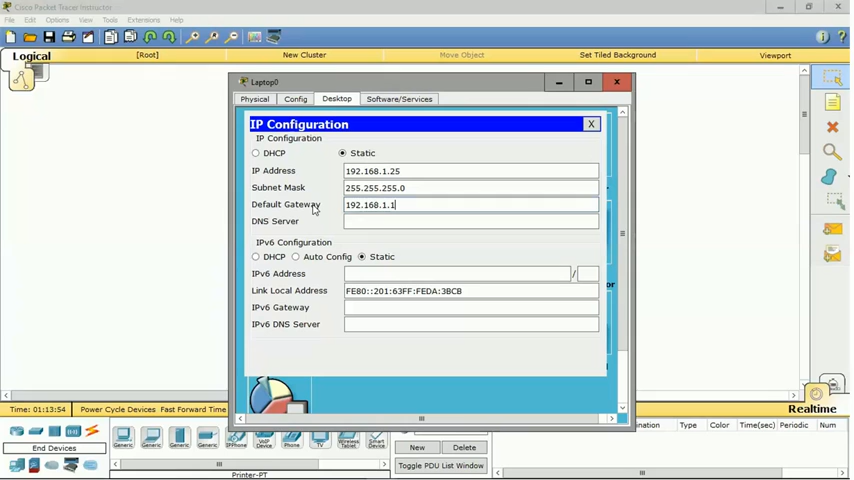 Cisco Packet Tracer Instructor
File Edit Options View Tools Extensions Help
Logical [Root] New Cluster Move Object Set Tiled Background Viewport
Laptop0
Physical Config Desktop Software/Services
IP Configuration X
IP Configuration
DHCP Static
IP Address 192.168.1.25
Subnet Mask 255.255.255.0
Default Gateway 192.168.1.1
DNS Server
IPv6 Configuration
DHCP Auto Config Static
IPv6 Address /
Link Local Address FE80::201:63FF:FEDA:3BCB
IPv6 Gateway
IPv6 DNS Server
or
Time: 01:13:54 Power Cycle Devices Fast Forward Time Realtime
Generic Generic Generic Generic IPPhone VoIP Device Phone TV Wireless Tablet Smart Device
New Delete
End Devices
Toggle PDU List Window
Type Color Time(sec) Periodic Num
Printer-PT